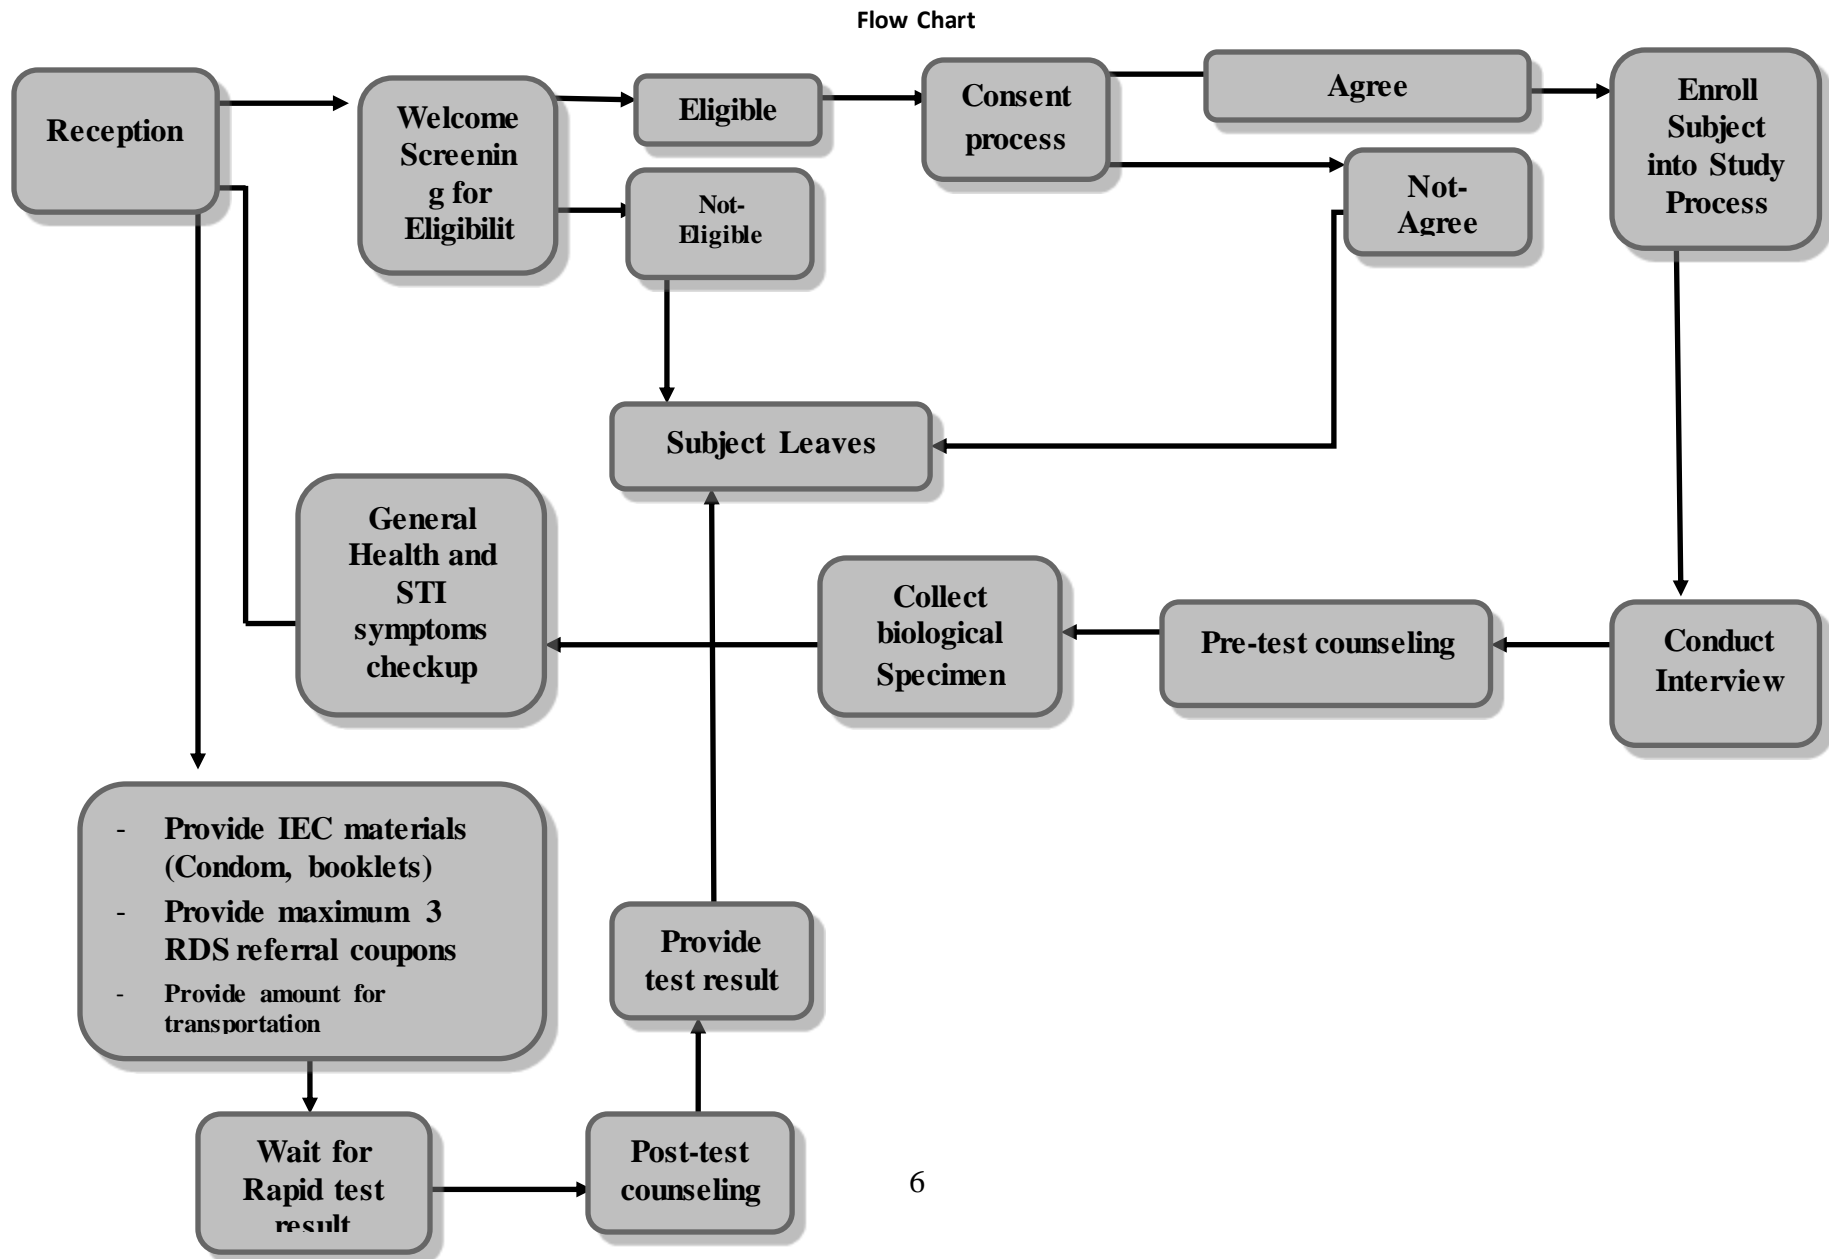 Flow Chart
Reception
Welcome
Screenin
g for
Eligibilit
Eligible
Not-
Eligible
Consent
process
Agree
Not-
Agree
Enroll
Subject
into Study
Process
Subject Leaves
General
Health and
STI
symptoms
checkup
Collect
biological
Specimen
Pre-test counseling
Conduct
Interview
- Provide IEC materials
(Condom, booklets)
- Provide maximum 3
RDS referral coupons
- Provide amount for
transportation
Provide
test result
Wait for
Rapid test
result
Post-test
counseling
6